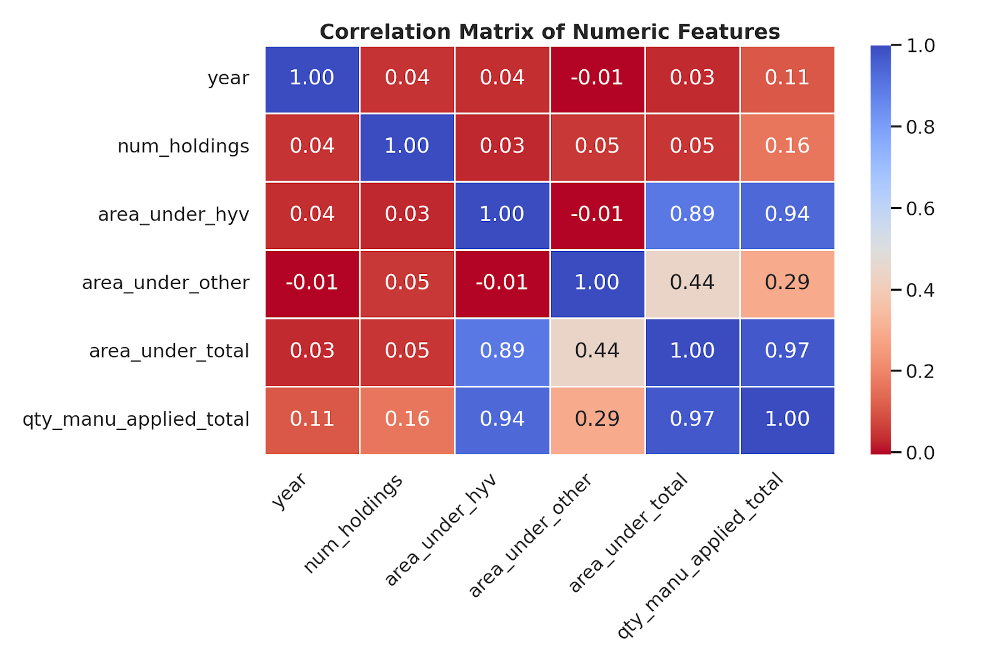 Correlation Matrix of Numeric Features
year 1.00 0.04 0.04 -0.01 0.03 0.11
num_holdings 0.04 1.00 0.03 0.05 0.05 0.16
area_under_hyv 0.04 0.03 1.00 -0.01 0.89 0.94
area_under_other -0.01 0.05 -0.01 1.00 0.44 0.29
area_under_total 0.03 0.05 0.89 0.44 1.00 0.97
qty_manu_applied_total 0.11 0.16 0.94 0.29 0.97 1.00
year
num_holdings
area_under_hyv
area_under_other
area_under_total
qty_manu_applied_total
1.0
0.8
0.6
0.4
0.2
0.0